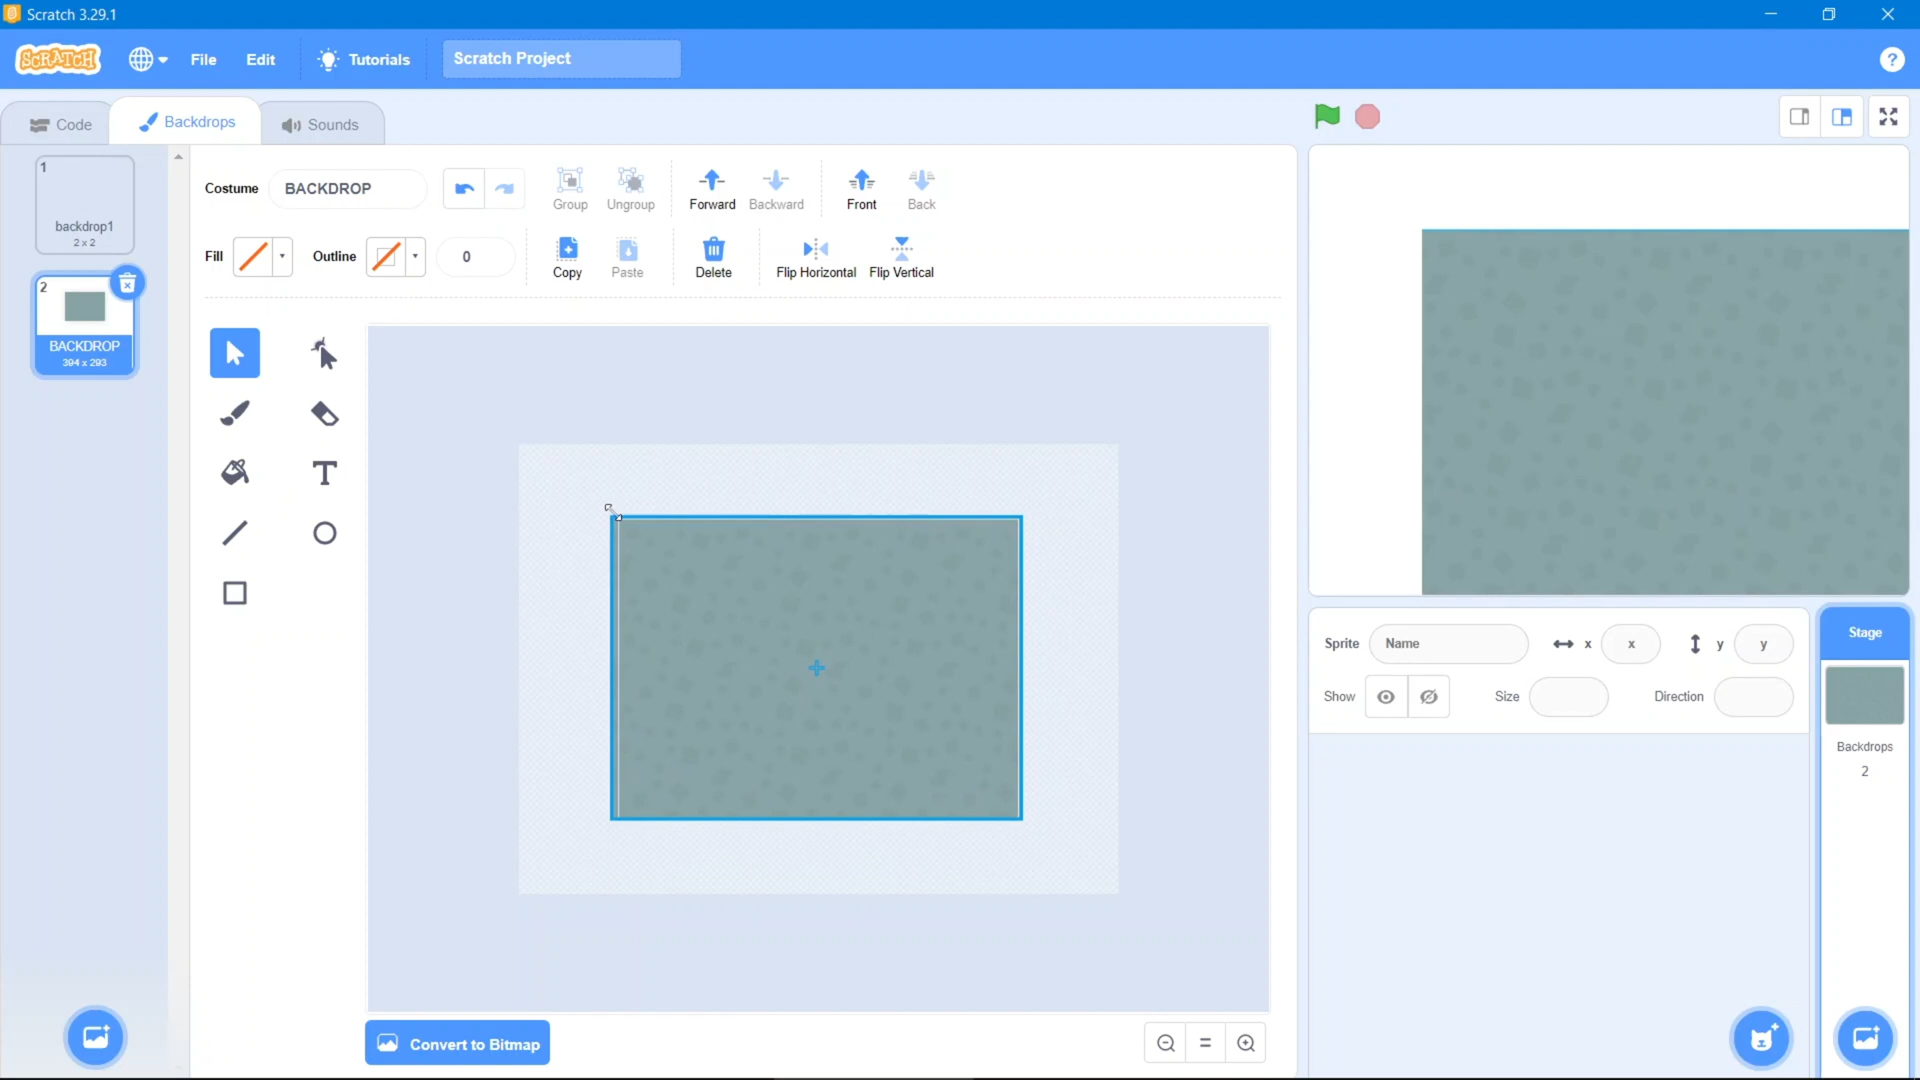 Scratch 3.29.1
SCRATCH
File
Edit
Tutorials
Scratch Project
?
Code
Backdrops
Sounds
1
backdrop1
2 x 2
2
BACKDROP
394 x 293
Costume
BACKDROP
Group
Ungroup
Forward
Backward
Front
Back
Fill
Outline
0
Copy
Paste
Delete
Flip Horizontal
Flip Vertical
T
Convert to Bitmap
Sprite
Name
x
x
y
y
Show
Size
Direction
Stage
Backdrops
2